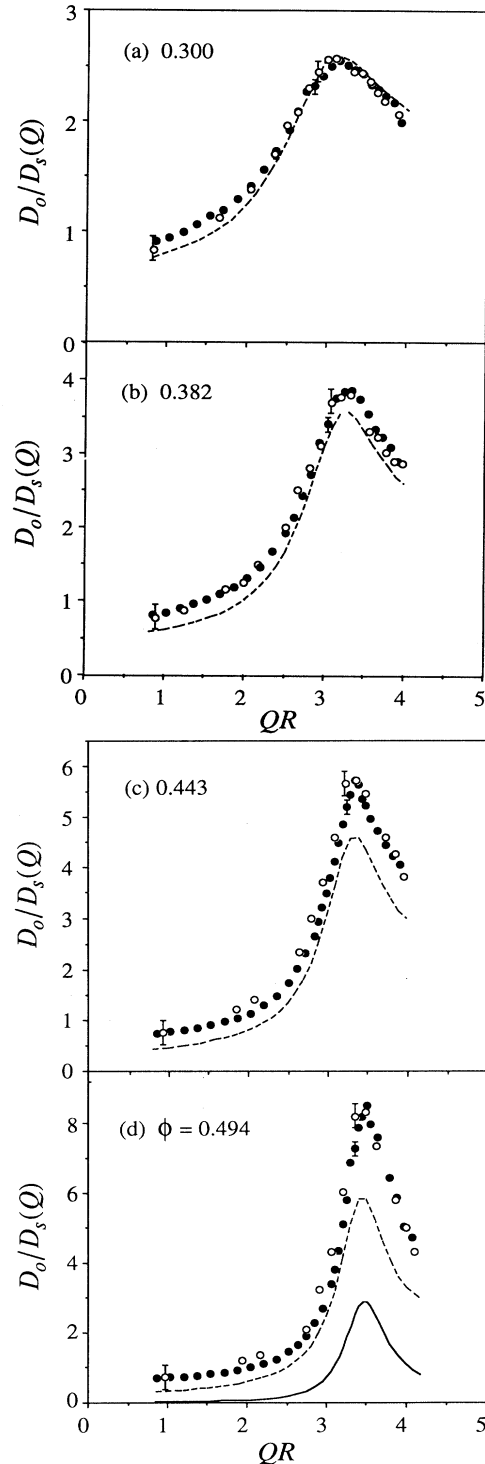 (a) 0.300
D_o/D_s(Q)
3
2
1
0
(b) 0.382
D_o/D_s(Q)
4
3
2
1
0
0 1 2 3 4 5
QR
(c) 0.443
D_o/D_s(Q)
6
5
4
3
2
1
0
(d) ϕ = 0.494
D_o/D_s(Q)
8
6
4
2
0
0 1 2 3 4 5
QR